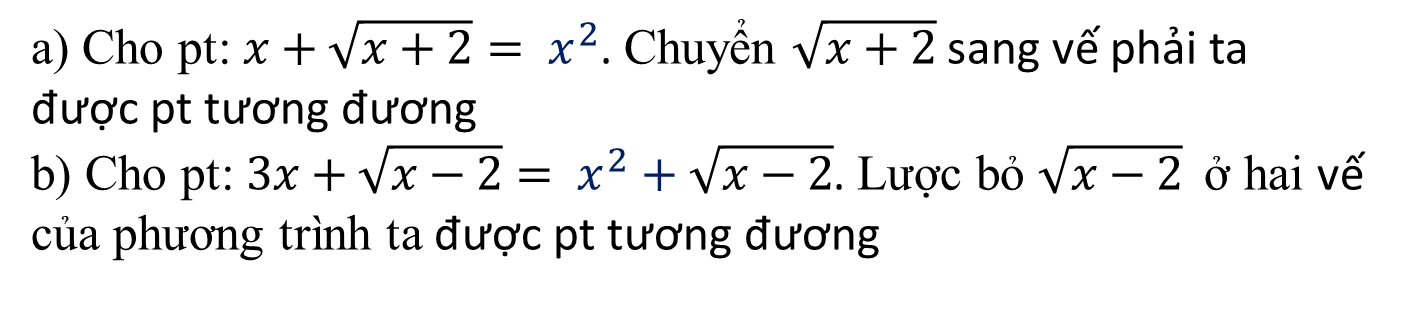 a) Cho pt: 𝑥 + √(𝑥 + 2) = 𝑥². Chuyển √(𝑥 + 2) sang vế phải ta
được pt tương đương
b) Cho pt: 3𝑥 + √(𝑥 − 2) = 𝑥² + √(𝑥 − 2). Lược bỏ √(𝑥 − 2) ở hai vế
của phương trình ta được pt tương đương